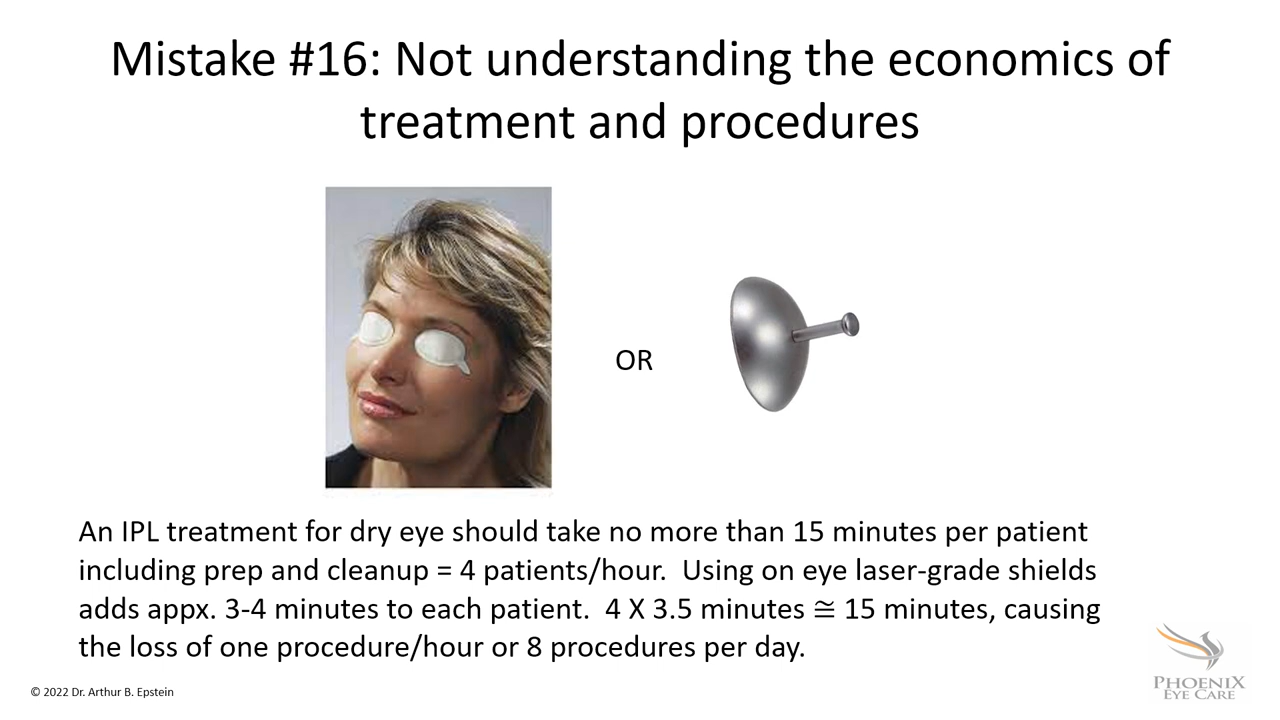 Mistake #16: Not understanding the economics of
treatment and procedures
OR
An IPL treatment for dry eye should take no more than 15 minutes per patient
including prep and cleanup = 4 patients/hour.  Using on eye laser-grade shields
adds appx. 3-4 minutes to each patient.  4 X 3.5 minutes ≅ 15 minutes, causing
the loss of one procedure/hour or 8 procedures per day.
© 2022 Dr. Arthur B. Epstein
PHOENIX
EYE CARE